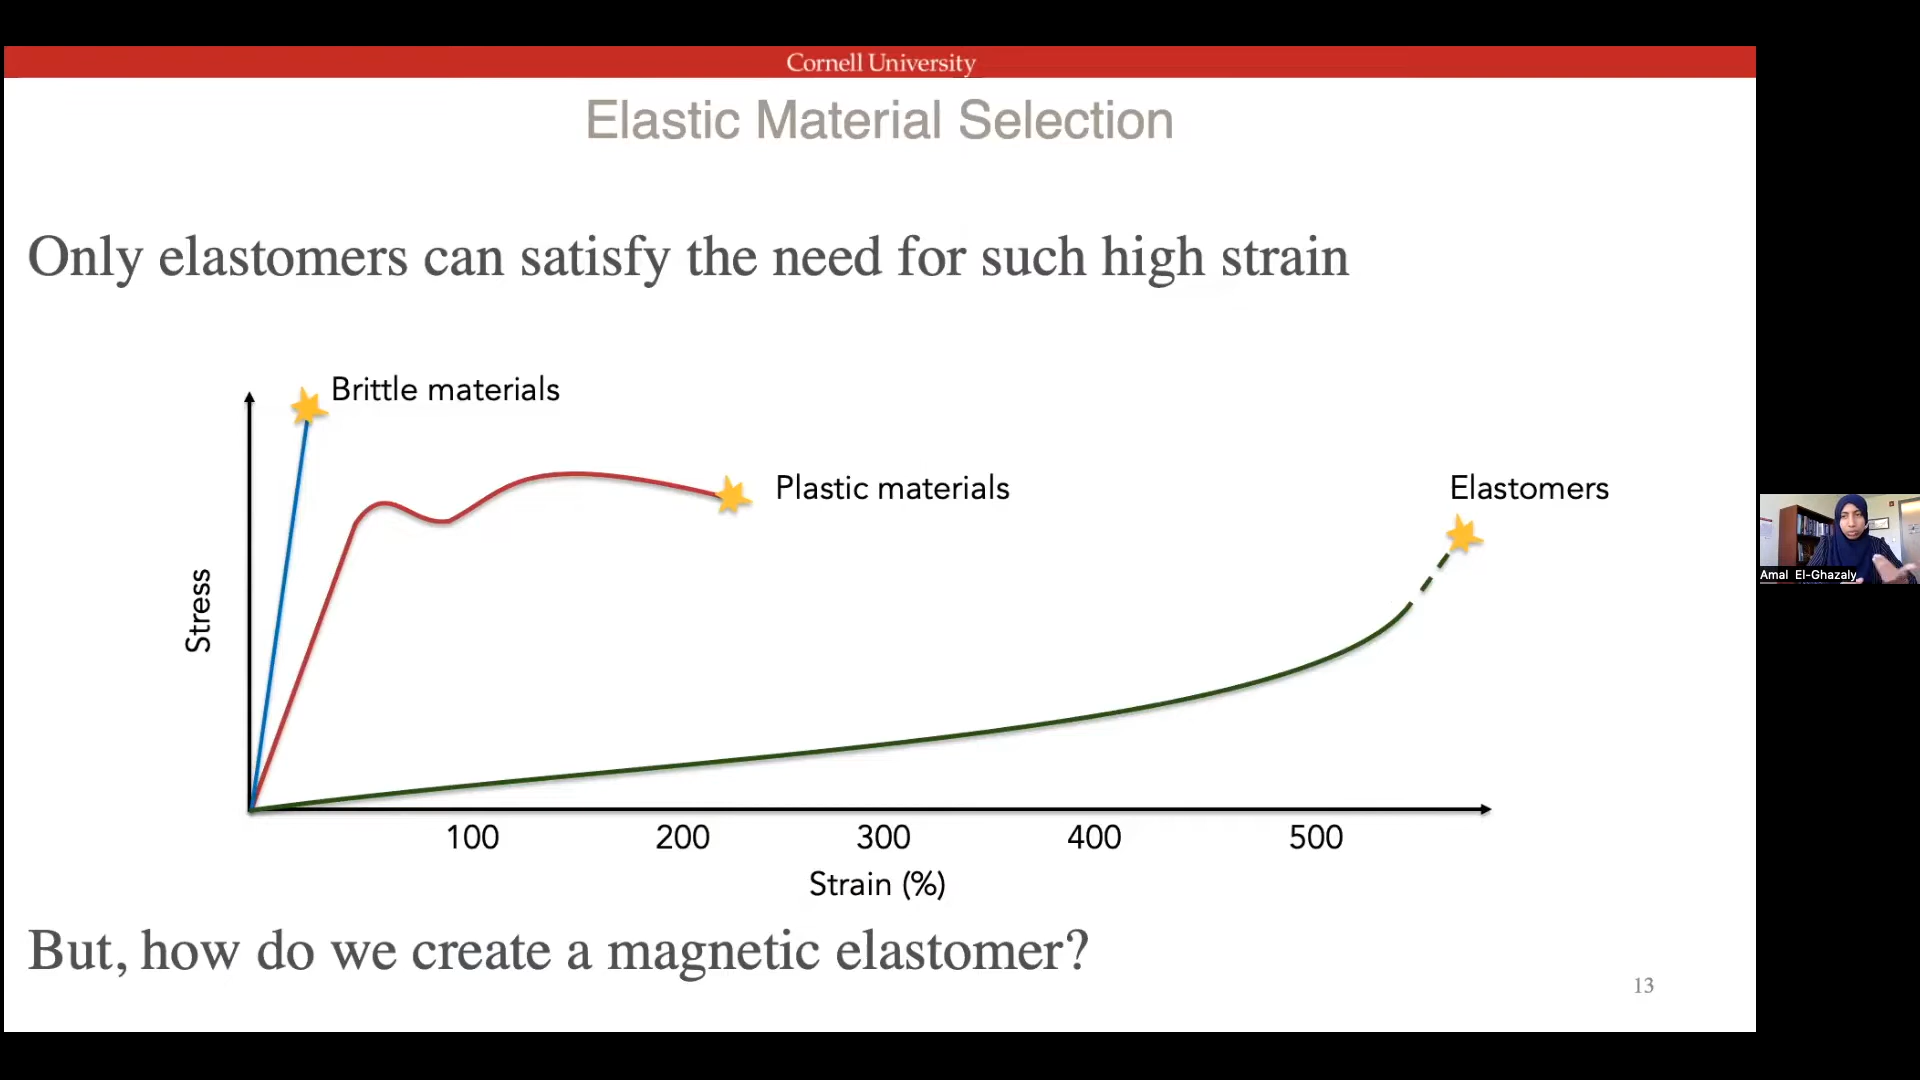 Cornell University
Elastic Material Selection
Only elastomers can satisfy the need for such high strain
Brittle materials
Plastic materials
Elastomers
Stress
100 200 300 400 500
Strain (%)
But, how do we create a magnetic elastomer?
13
Amal El-Ghazaly